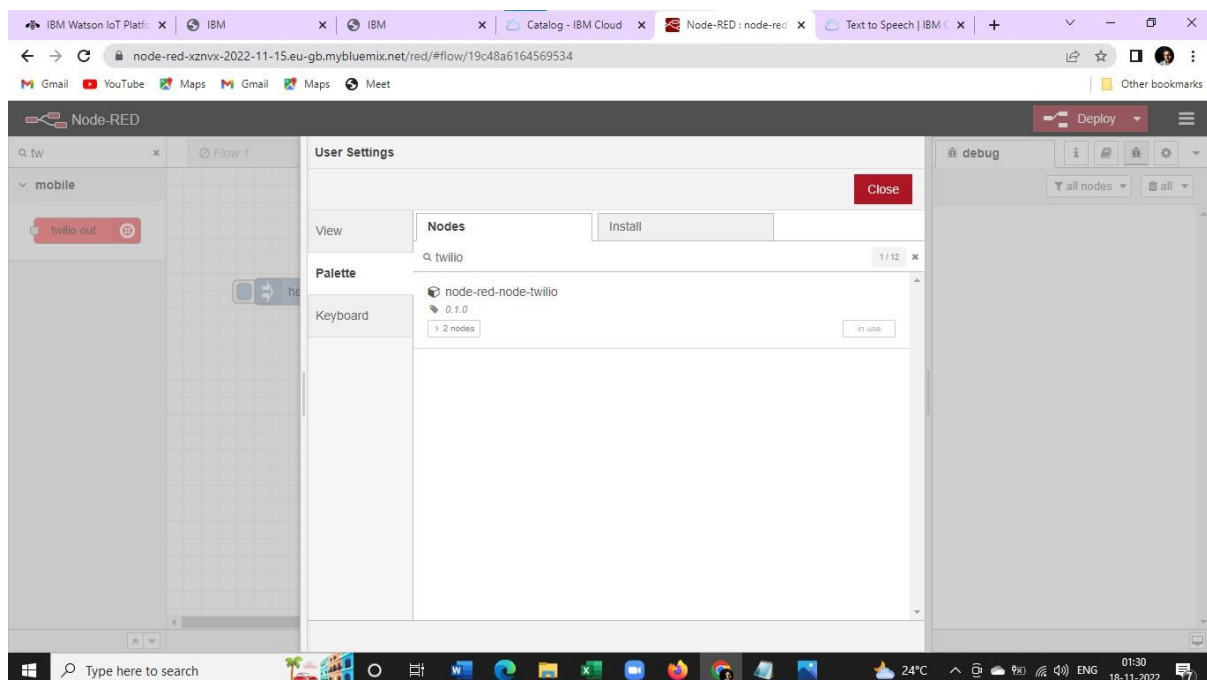 IBM Watson IoT Platfo
IBM
IBM
Catalog - IBM Cloud
Node-RED : node-red
Text to Speech | IBM C
node-red-xznvx-2022-11-15.eu-gb.mybluemix.net/red/#flow/19c48a6164569534
Gmail YouTube Maps Gmail Maps Meet Other bookmarks
Node-RED Deploy
tw
Flow 1
User Settings
debug
i
mobile
Close
all nodes
all
twilio out
View
Nodes
Install
twilio
1 / 12
Palette
he
node-red-node-twilio
0.1.0
Keyboard
> 2 nodes
in use
Type here to search
24°C
ENG
01:30
18-11-2022